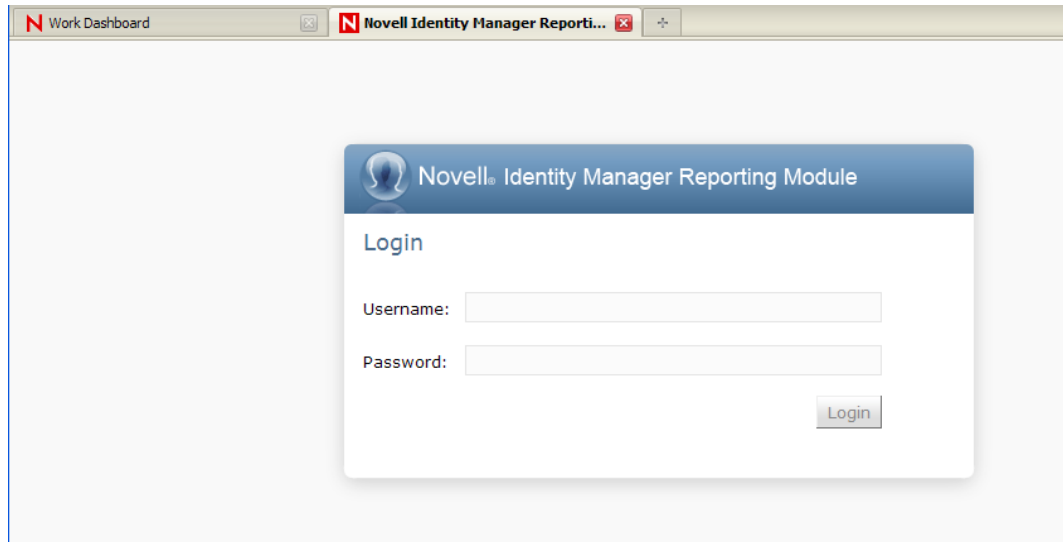 N Work Dashboard
N Novell Identity Manager Reporti...
Novell® Identity Manager Reporting Module
Login
Username:
Password:
Login